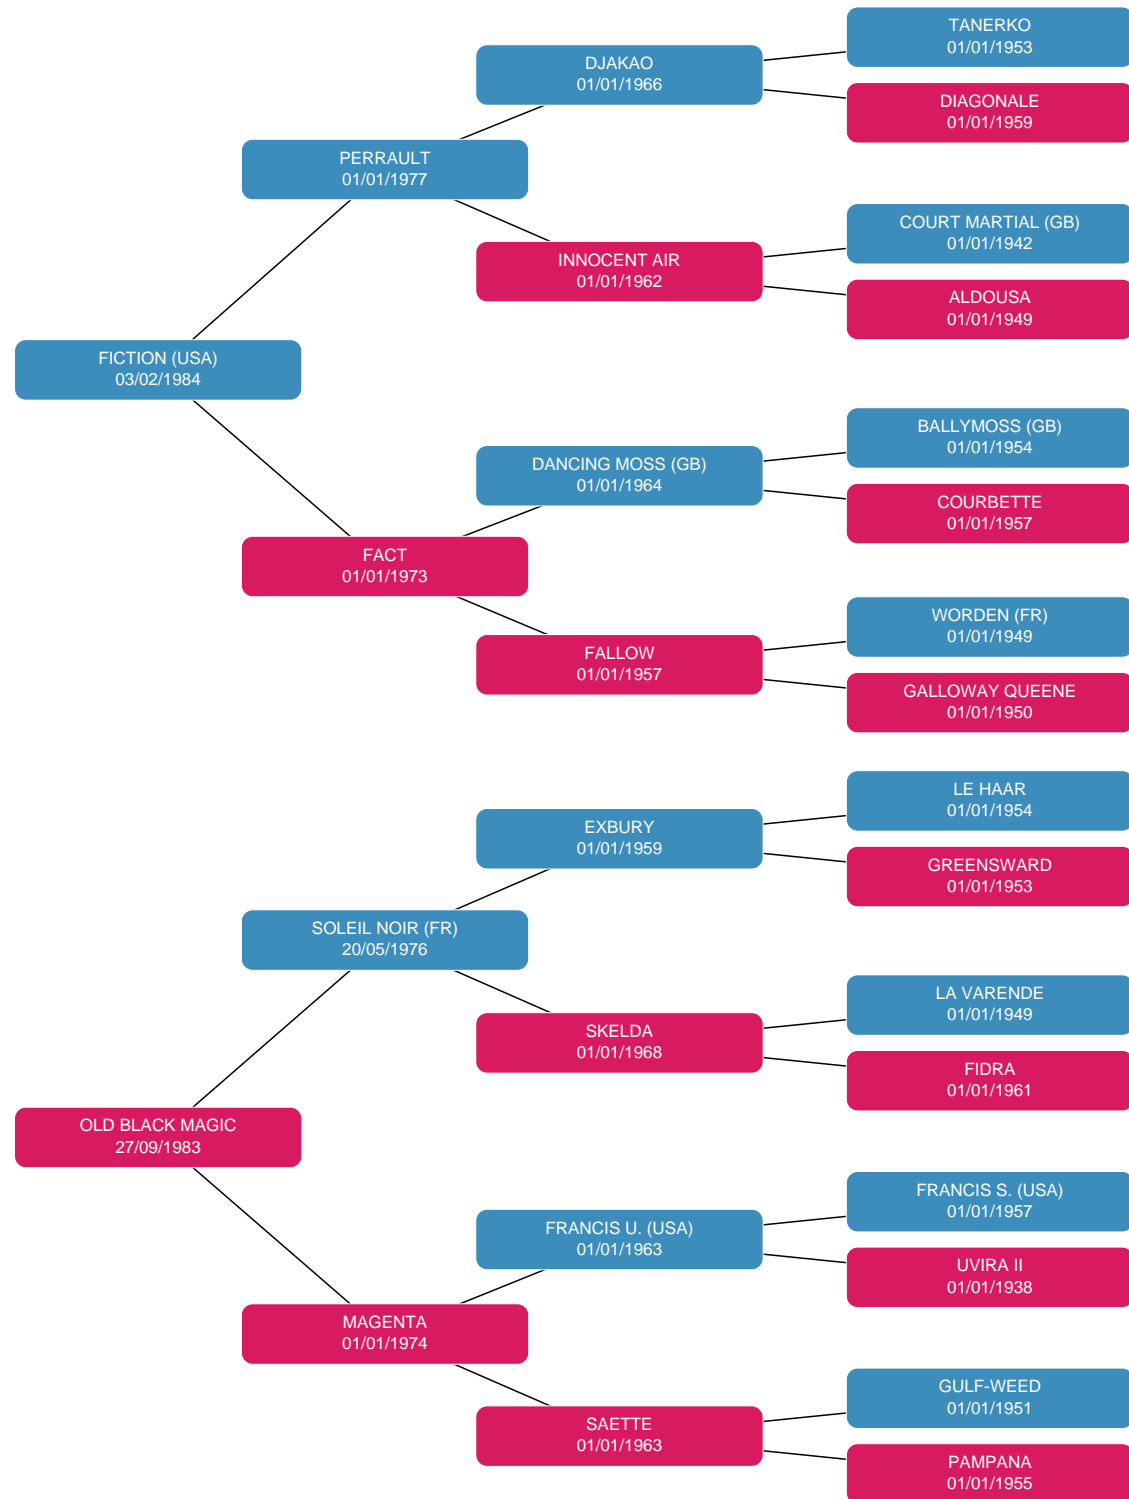 TANERKO
01/01/1953
DJAKAO
01/01/1966
DIAGONALE
01/01/1959
PERRAULT
01/01/1977
COURT MARTIAL (GB)
01/01/1942
INNOCENT AIR
01/01/1962
ALDOUSA
01/01/1949
FICTION (USA)
03/02/1984
BALLYMOSS (GB)
01/01/1954
DANCING MOSS (GB)
01/01/1964
COURBETTE
01/01/1957
FACT
01/01/1973
WORDEN (FR)
01/01/1949
FALLOW
01/01/1957
GALLOWAY QUEENE
01/01/1950
LE HAAR
01/01/1954
EXBURY
01/01/1959
GREENSWARD
01/01/1953
SOLEIL NOIR (FR)
20/05/1976
LA VARENDE
01/01/1949
SKELDA
01/01/1968
FIDRA
01/01/1961
OLD BLACK MAGIC
27/09/1983
FRANCIS S. (USA)
01/01/1957
FRANCIS U. (USA)
01/01/1963
UVIRA II
01/01/1938
MAGENTA
01/01/1974
GULF-WEED
01/01/1951
SAETTE
01/01/1963
PAMPANA
01/01/1955